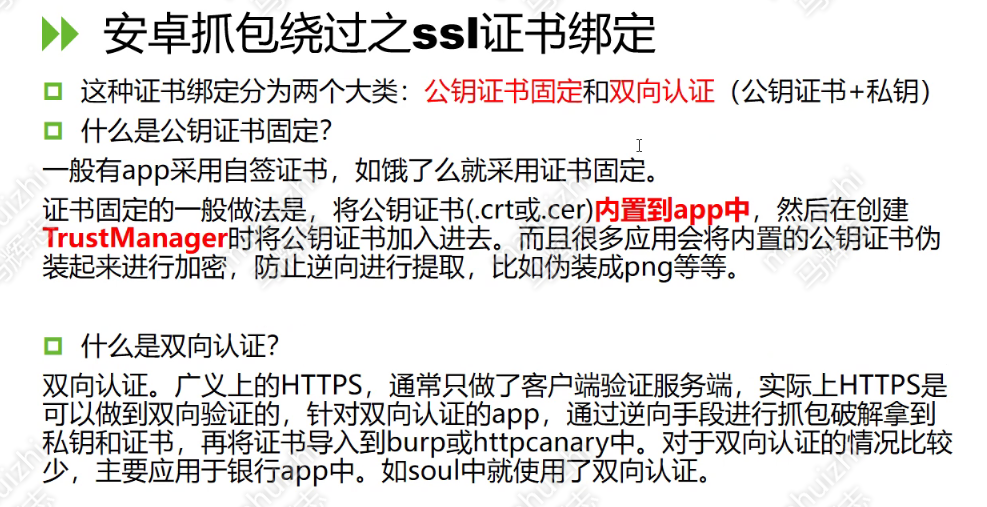 安卓抓包绕过之ssl证书绑定
这种证书绑定分为两个大类：公钥证书固定和双向认证（公钥证书+私钥）
什么是公钥证书固定？
一般有app采用自签证书，如饿了么就采用证书固定。
证书固定的一般做法是，将公钥证书(.crt或.cer)内置到app中，然后在创建
TrustManager时将公钥证书加入进去。而且很多应用会将内置的公钥证书伪
装起来进行加密，防止逆向进行提取，比如伪装成png等等。
什么是双向认证？
双向认证。广义上的HTTPS，通常只做了客户端验证服务端，实际上HTTPS是
可以做到双向验证的，针对双向认证的app，通过逆向手段进行抓包破解拿到
私钥和证书，再将证书导入到burp或httpcanary中。对于双向认证的情况比较
少，主要应用于银行app中。如soul中就使用了双向认证。